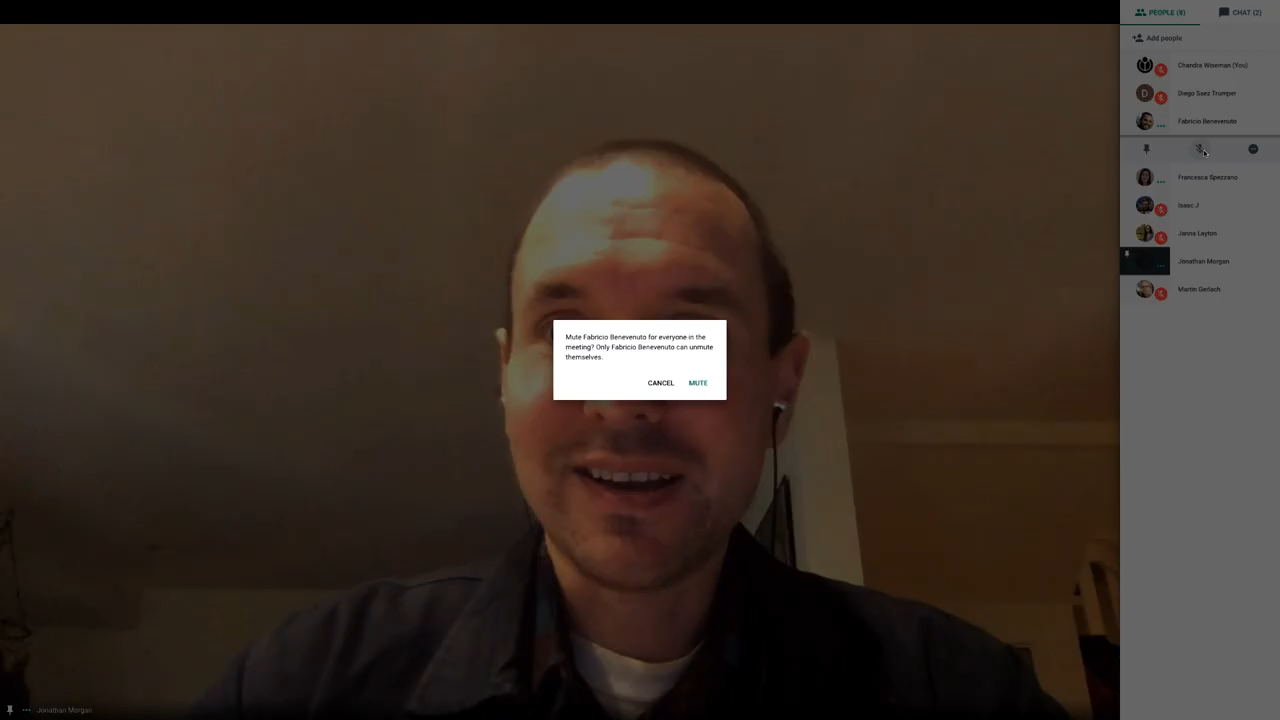 PEOPLE (8)
CHAT (2)
Add people
Chandra Wiseman (You)
D
Diego Saez Trumper
Fabricio Benevenuto
Francesca Spezzano
Isaac J
Janna Layton
Jonathan Morgan
Martin Gerlach
Mute Fabricio Benevenuto for everyone in the
meeting? Only Fabricio Benevenuto can unmute
themselves.
CANCEL
MUTE
Jonathan Morgan